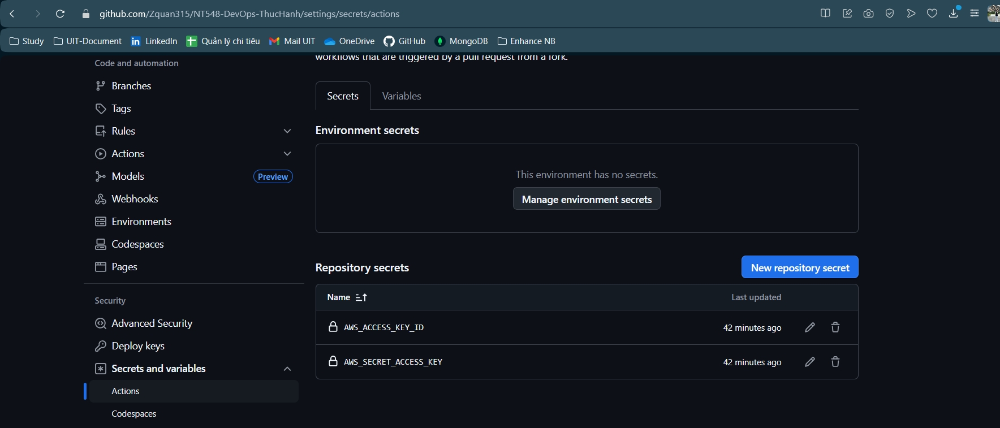 github.com/Zquan315/NT548-DevOps-ThucHanh/settings/secrets/actions
Study UIT-Document LinkedIn Quản lý chi tiêu Mail UIT OneDrive GitHub MongoDB Enhance NB
Code and automation
Branches
Tags
Rules
Actions
Models Preview
Webhooks
Environments
Codespaces
Pages
Security
Advanced Security
Deploy keys
Secrets and variables
Actions
Codespaces
workflows that are triggered by a pull request from a fork.
Secrets Variables
Environment secrets
This environment has no secrets.
Manage environment secrets
Repository secrets New repository secret
Name Last updated
AWS_ACCESS_KEY_ID 42 minutes ago
AWS_SECRET_ACCESS_KEY 42 minutes ago